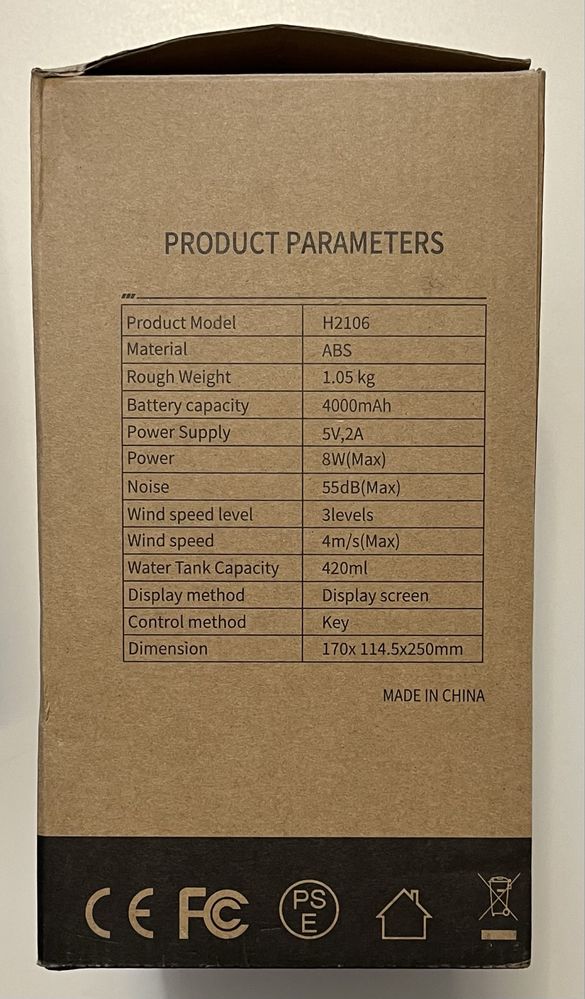 PRODUCT PARAMETERS
Product Model H2106
Material ABS
Rough Weight 1.05 kg
Battery capacity 4000mAh
Power Supply 5V,2A
Power 8W(Max)
Noise 55dB(Max)
Wind speed level 3levels
Wind speed 4m/s(Max)
Water Tank Capacity 420ml
Display method Display screen
Control method Key
Dimension 170x 114.5x250mm
MADE IN CHINA
CE FC PS
E